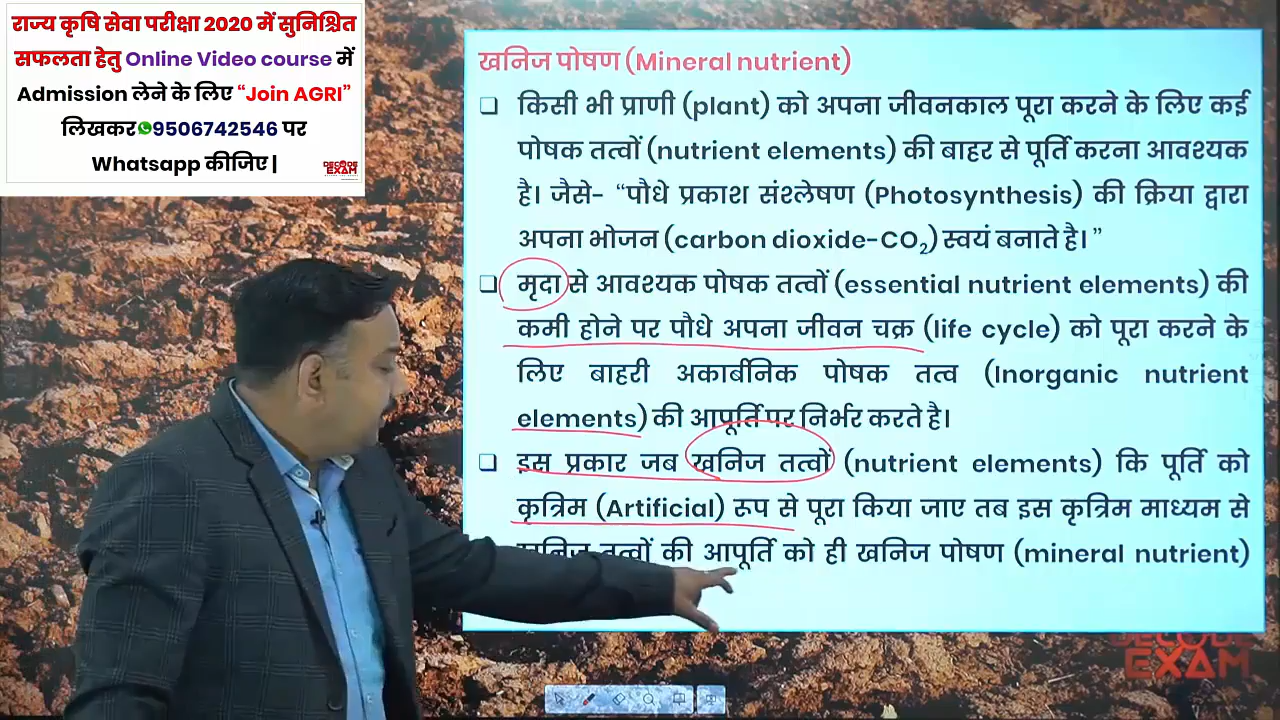 राज्य कृषि सेवा परीक्षा 2020 में सुनिश्चित
सफलता हेतु Online Video course में
Admission लेने के लिए “Join AGRI”
लिखकर 9506742546 पर
Whatsapp कीजिए |
DECODE
EXAM
खनिज पोषण (Mineral nutrient)
❑ किसी भी प्राणी (plant) को अपना जीवनकाल पूरा करने के लिए कई
पोषक तत्वों (nutrient elements) की बाहर से पूर्ति करना आवश्यक
है। जैसे- “पौधे प्रकाश संश्लेषण (Photosynthesis) की क्रिया द्वारा
अपना भोजन (carbon dioxide-CO₂) स्वयं बनाते है। ”
❑ मृदा से आवश्यक पोषक तत्वों (essential nutrient elements) की
कमी होने पर पौधे अपना जीवन चक्र (life cycle) को पूरा करने के
लिए बाहरी अकार्बनिक पोषक तत्व (Inorganic nutrient
elements) की आपूर्ति पर निर्भर करते है।
❑ इस प्रकार जब खनिज तत्वों (nutrient elements) कि पूर्ति को
कृत्रिम (Artificial) रूप से पूरा किया जाए तब इस कृत्रिम माध्यम से
खनिज तत्वों की आपूर्ति को ही खनिज पोषण (mineral nutrient)
DECODE
EXAM